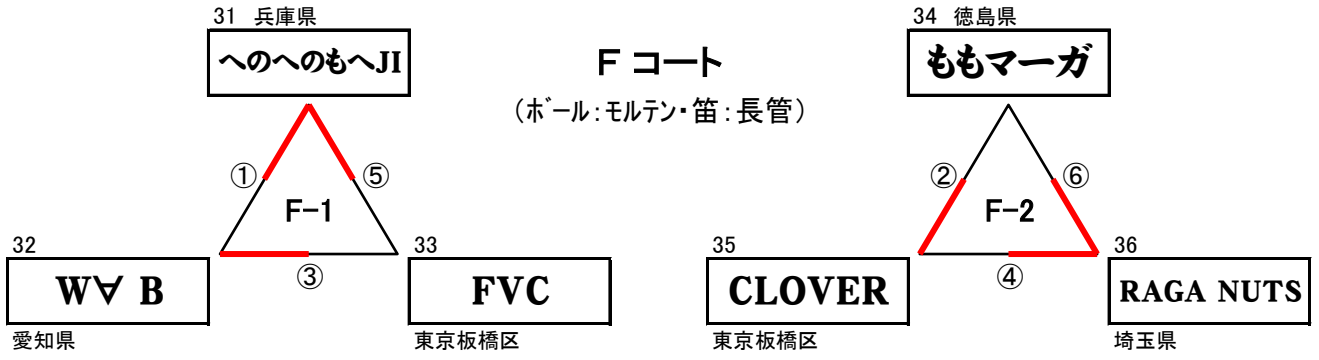 31 兵庫県
へのへのもへJI
F コート
(ボール:モルテン・笛:長管)
34 徳島県
ももマーガ
①
⑤
F-1
②
⑥
F-2
32
W∀ B
愛知県
③
33
FVC
東京板橋区
35
CLOVER
東京板橋区
④
36
RAGA NUTS
埼玉県